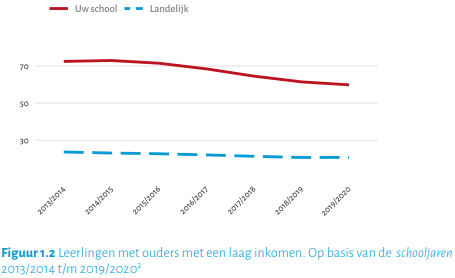 Uw school Landelijk
70
50
30
2013/2014 2014/2015 2015/2016 2016/2017 2017/2018 2018/2019 2019/2020
Figuur 1.2 Leerlingen met ouders met een laag inkomen. Op basis van de schooljaren
2013/2014 t/m 2019/2020²